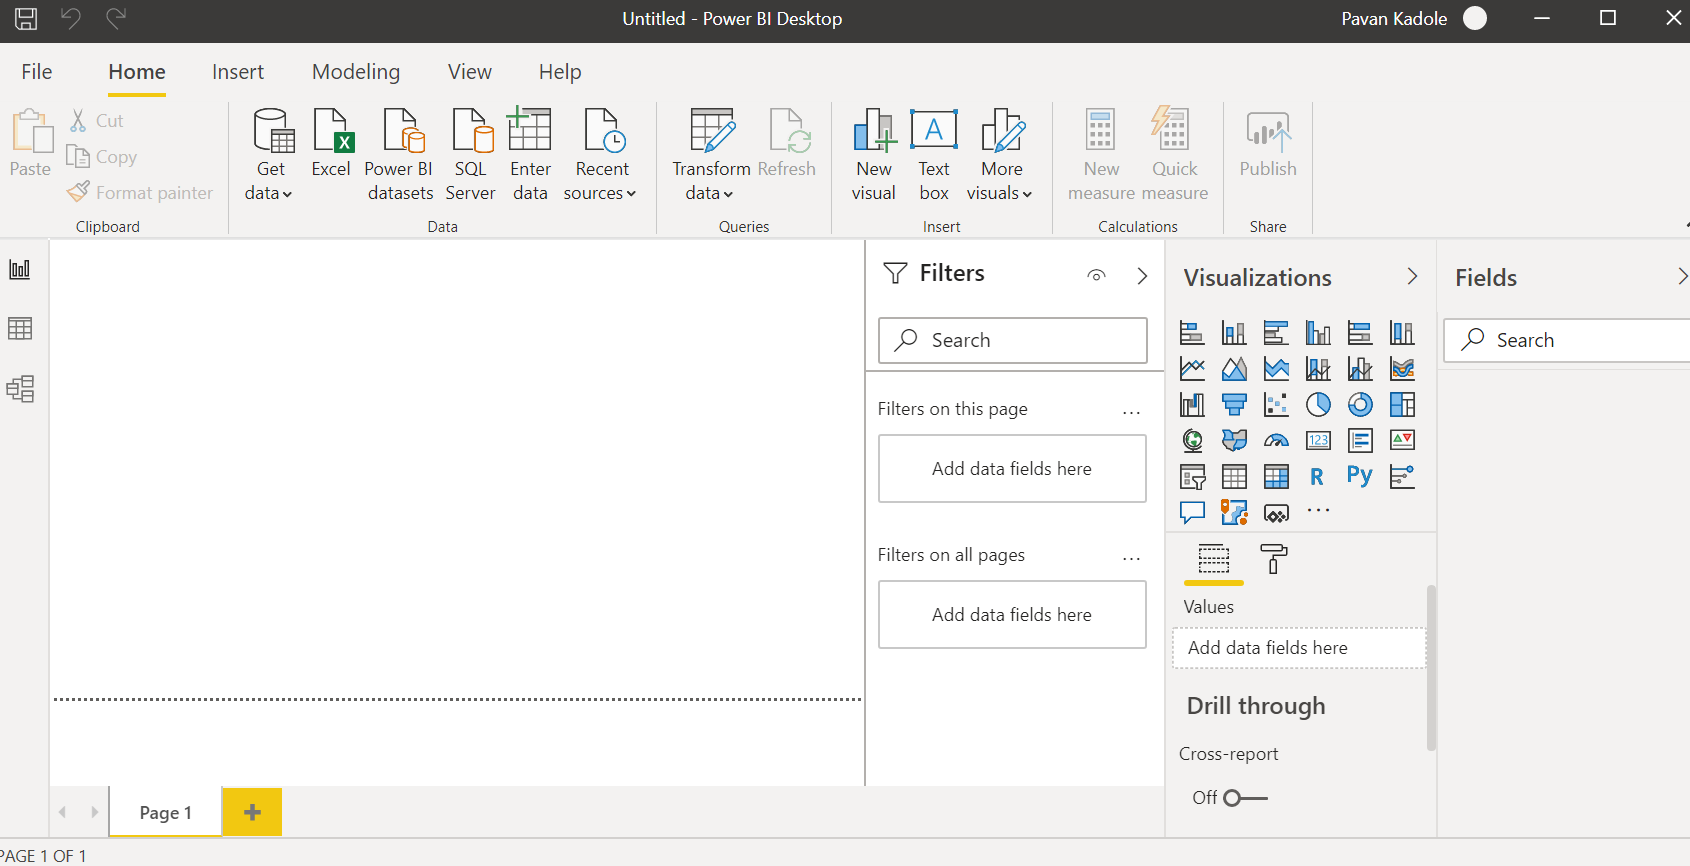 Untitled - Power BI Desktop
Pavan Kadole
File
Home
Insert
Modeling
View
Help
Paste
Cut
Copy
Format painter
Clipboard
Get
data
Excel
Power BI
datasets
SQL
Server
Enter
data
Recent
sources
Data
Transform
data
Refresh
Queries
New
visual
A
Text
box
More
visuals
Insert
New
measure
Quick
measure
Calculations
Publish
Share
Filters
Search
Filters on this page
...
Add data fields here
Filters on all pages
...
Add data fields here
Visualizations
123
R
Py
...
Values
Add data fields here
Drill through
Cross-report
Off
Fields
Search
Page 1
PAGE 1 OF 1